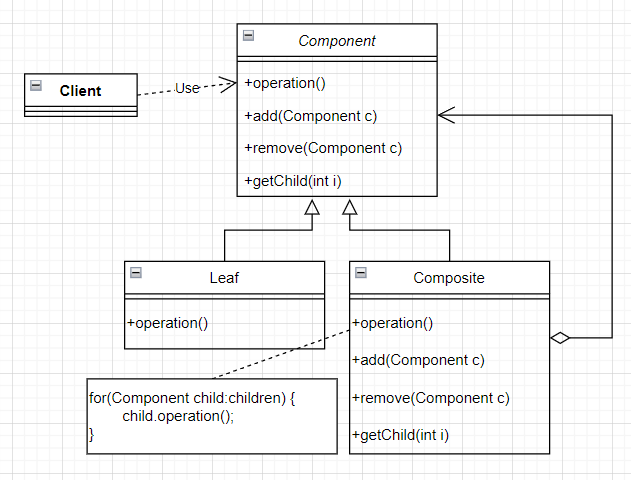 Component
+operation()
+add(Component c)
+remove(Component c)
+getChild(int i)
Client
Use
Leaf
+operation()
Composite
+operation()
+add(Component c)
+remove(Component c)
+getChild(int i)
for(Component child:children) {
child.operation();
}